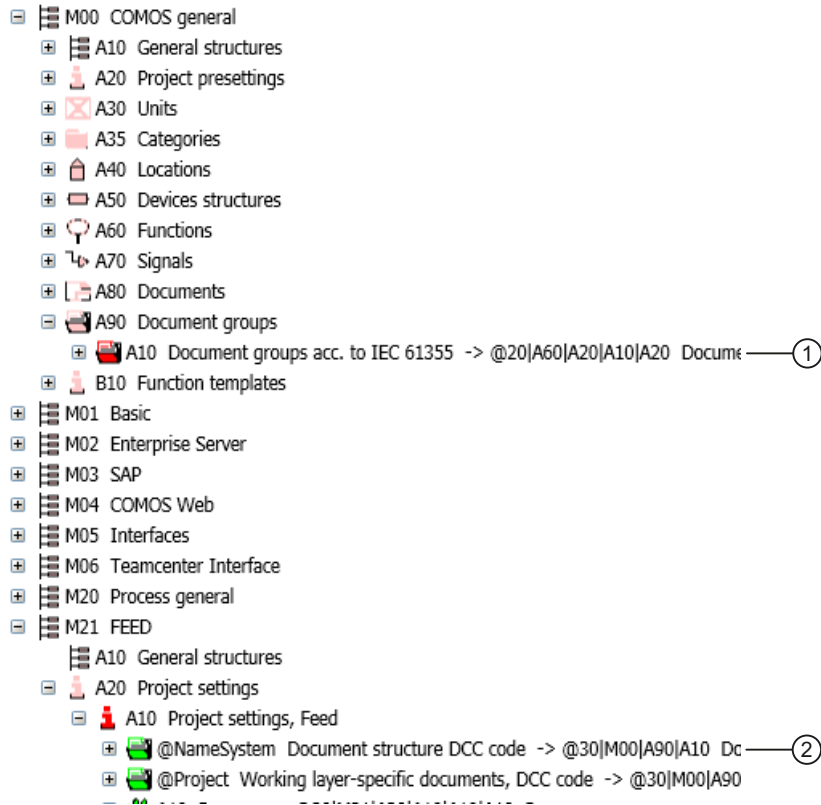 M00 COMOS general
A10 General structures
A20 Project presettings
A30 Units
A35 Categories
A40 Locations
A50 Devices structures
A60 Functions
A70 Signals
A80 Documents
A90 Document groups
A10 Document groups acc. to IEC 61355 -> @20|A60|A20|A10|A20 Docume
1
B10 Function templates
M01 Basic
M02 Enterprise Server
M03 SAP
M04 COMOS Web
M05 Interfaces
M06 Teamcenter Interface
M20 Process general
M21 FEED
A10 General structures
A20 Project settings
A10 Project settings, Feed
@NameSystem Document structure DCC code -> @30|M00|A90|A10 Do
2
@Project Working layer-specific documents, DCC code -> @30|M00|A90